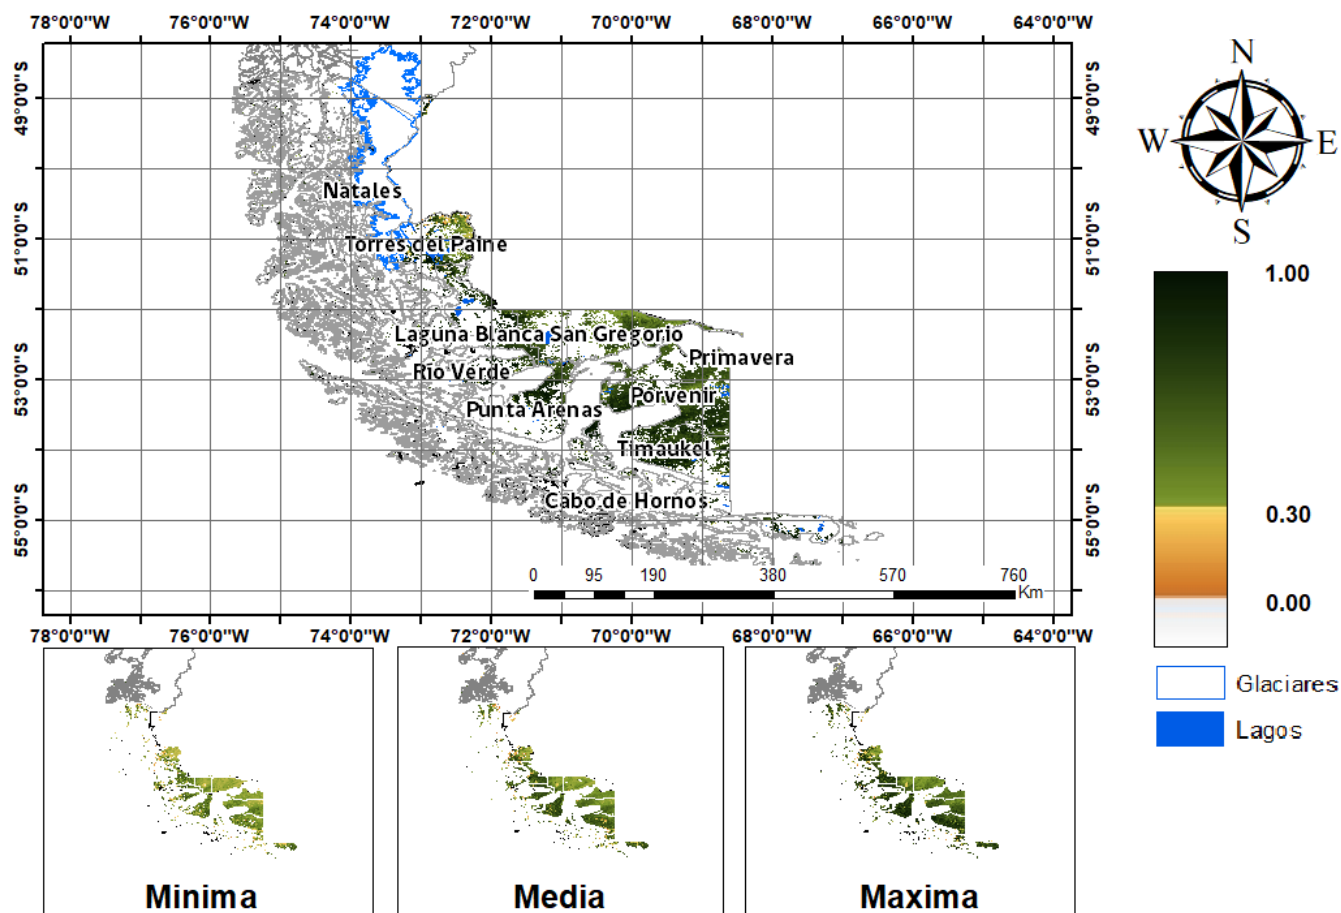 78°0'0"W 76°0'0"W 74°0'0"W 72°0'0"W 70°0'0"W 68°0'0"W 66°0'0"W 64°0'0"W
N
W E
S
49°0'0"S 49°0'0"S
51°0'0"S 51°0'0"S
53°0'0"S 53°0'0"S
55°0'0"S 55°0'0"S
Natales
Torres del Paine
Laguna Blanca San Gregorio
Primavera
Rio Verde
Porvenir
Punta Arenas
Timaukel
Cabo de Hornos
0 95 190 380 570 760
Km
78°0'0"W 76°0'0"W 74°0'0"W 72°0'0"W 70°0'0"W 68°0'0"W 66°0'0"W 64°0'0"W
1.00
0.30
0.00
Glaciares
Lagos
Minima
Media
Maxima